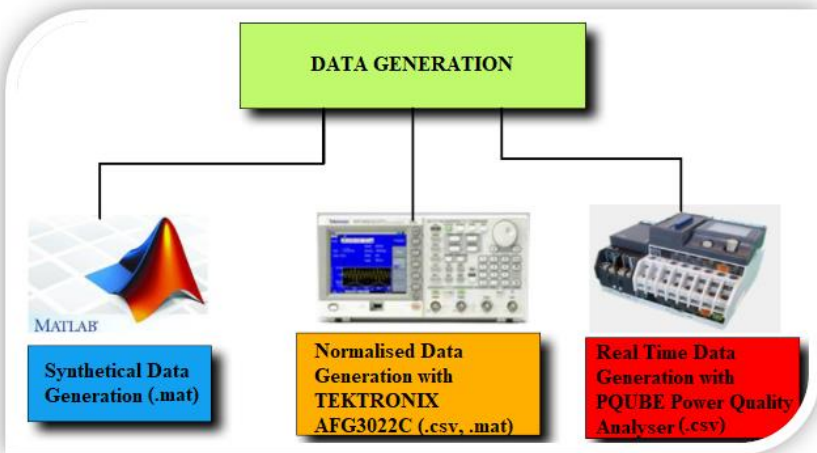 DATA GENERATION
MATLAB
Synthetical Data
Generation (.mat)
Tektronix
Normalised Data
Generation with
TEKTRONIX
AFG3022C (.csv, .mat)
Real Time Data
Generation with
PQUBE Power Quality
Analyser (.csv)